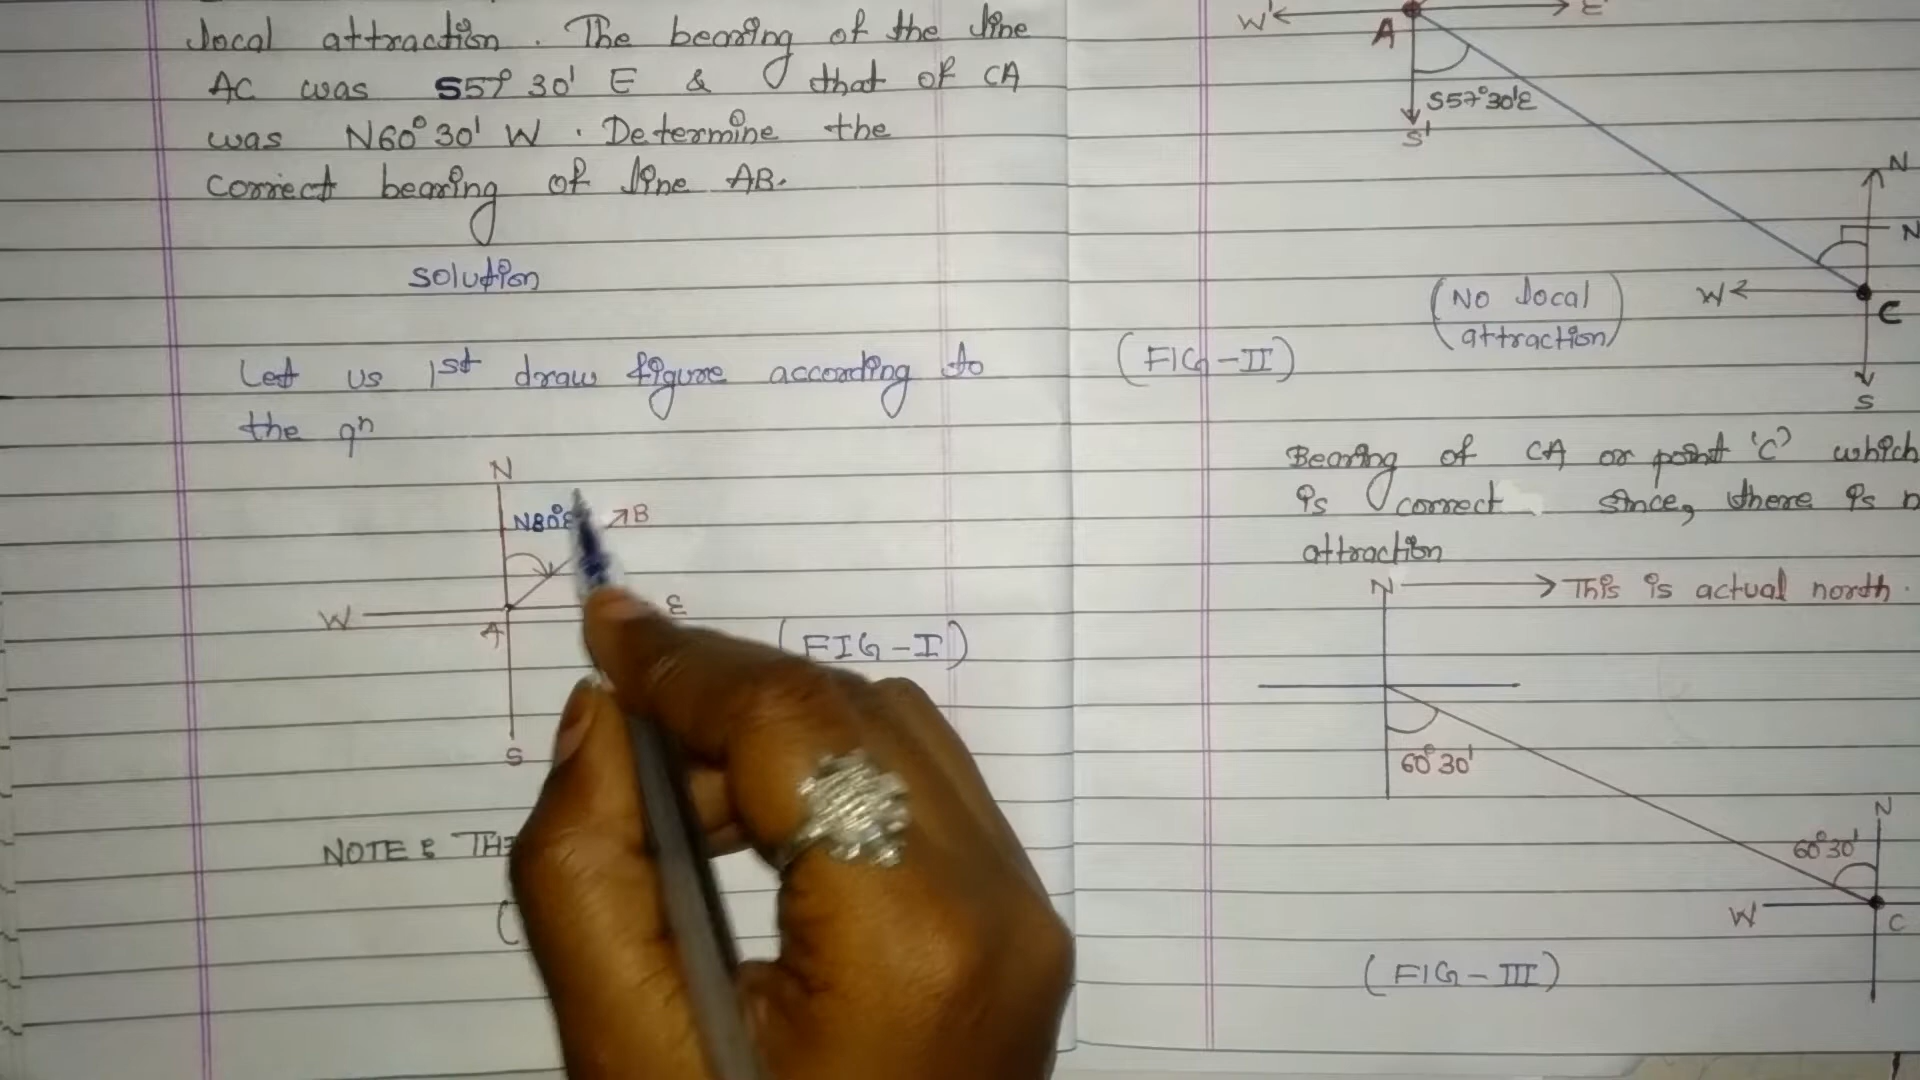 local attraction. The bearing of the line
AC was S57° 30' E & that of CA
was N60° 30' W. Determine the
correct bearing of line AB.
solution
Let us 1st draw figure according to
the qn
N
N80°E
B
W
E
A
(FIG-I)
S
NOTE :
W'
E'
A
S57°30'E
S'
N
N
W
C
(No local
attraction)
(FIG-II)
S
Bearing of CA or point 'C' which
is correct since, there is
attraction
N
This is actual north.
60°30'
N
60°30'
W
C
(FIG-III)